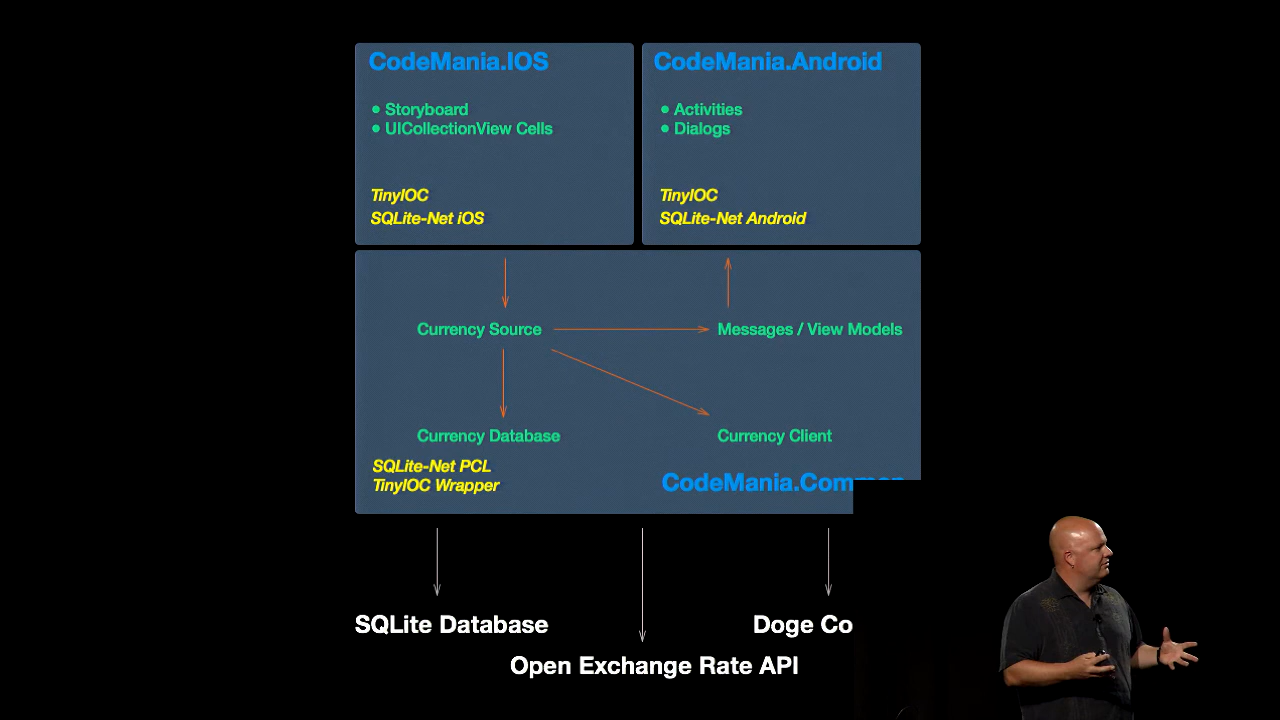 CodeMania.IOS
• Storyboard
• UICollectionView Cells
TinyIOC
SQLite-Net iOS
CodeMania.Android
• Activities
• Dialogs
TinyIOC
SQLite-Net Android
Currency Source
Messages / View Models
Currency Database
Currency Client
SQLite-Net PCL
TinyIOC Wrapper
CodeMania.Common
SQLite Database
Doge Co
Open Exchange Rate API